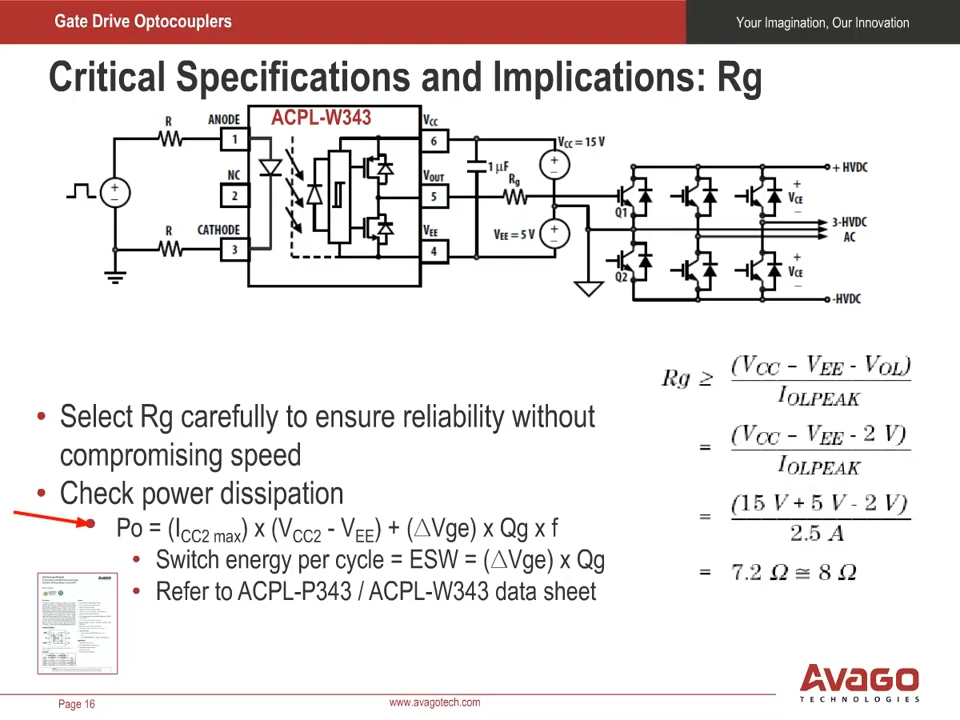 Gate Drive Optocouplers
Your Imagination, Our Innovation
Critical Specifications and Implications: Rg
ACPL-W343
R
ANODE
1
VCC
6
VCC = 15 V
1 µF
+ HVDC
NC
2
VOUT
5
Rg
+
−
+
VCE
−
Q1
3-HVDC
AC
R
CATHODE
3
VEE
4
VEE = 5 V
+
−
+
VCE
−
Q2
-HVDC
Rg ≥ (VCC – VEE - VOL) / IOLPEAK
= (VCC – VEE - 2 V) / IOLPEAK
= (15 V + 5 V - 2 V) / 2.5 A
= 7.2 Ω ≅ 8 Ω
• Select Rg carefully to ensure reliability without
compromising speed
• Check power dissipation
• Po = (ICC2 max) x (VCC2 - VEE) + (△Vge) x Qg x f
• Switch energy per cycle = ESW = (△Vge) x Qg
• Refer to ACPL-P343 / ACPL-W343 data sheet
Page 16
www.avagotech.com
AVAGO
TECHNOLOGIES